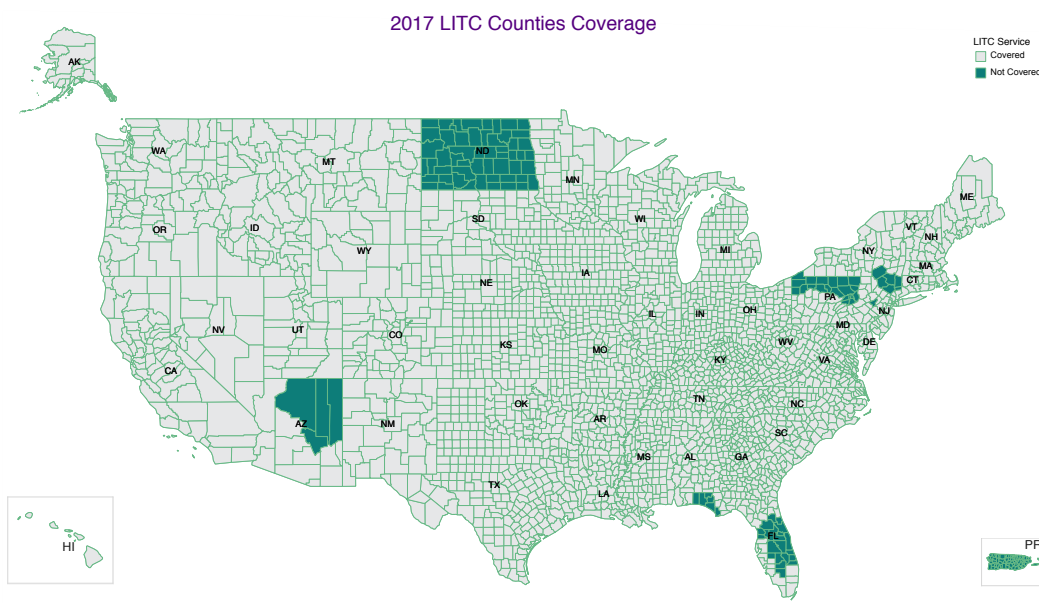 2017 LITC Counties Coverage
LITC Service
Covered
Not Covered
AK
WA
MT
ND
MN
ME
OR
ID
WY
SD
WI
MI
NY
VT
NH
MA
CT
NE
IA
PA
NJ
NV
UT
CO
KS
MO
IL
IN
OH
MD
DE
WV
VA
CA
KY
AZ
NM
OK
AR
TN
NC
SC
TX
LA
MS
AL
GA
FL
HI
PR